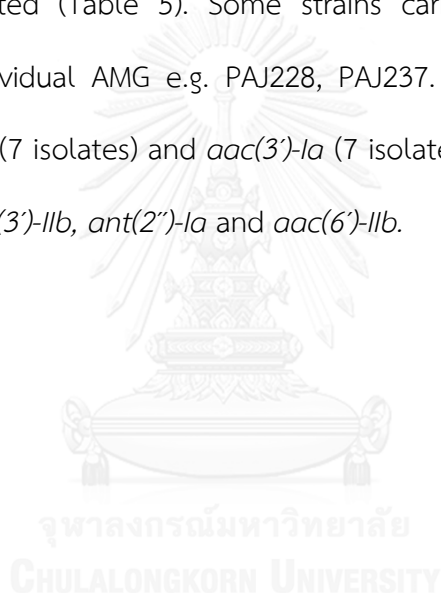 ted (Table 5). Some strains car
vidual AMG e.g. PAJ228, PAJ237.
(7 isolates) and aac(3´)-Ia (7 isolate
(3´)-IIb, ant(2´´)-Ia and aac(6´)-IIb.
จุฬาลงกรณ์มหาวิทยาลัย
CHULALONGKORN UNIVERSITY